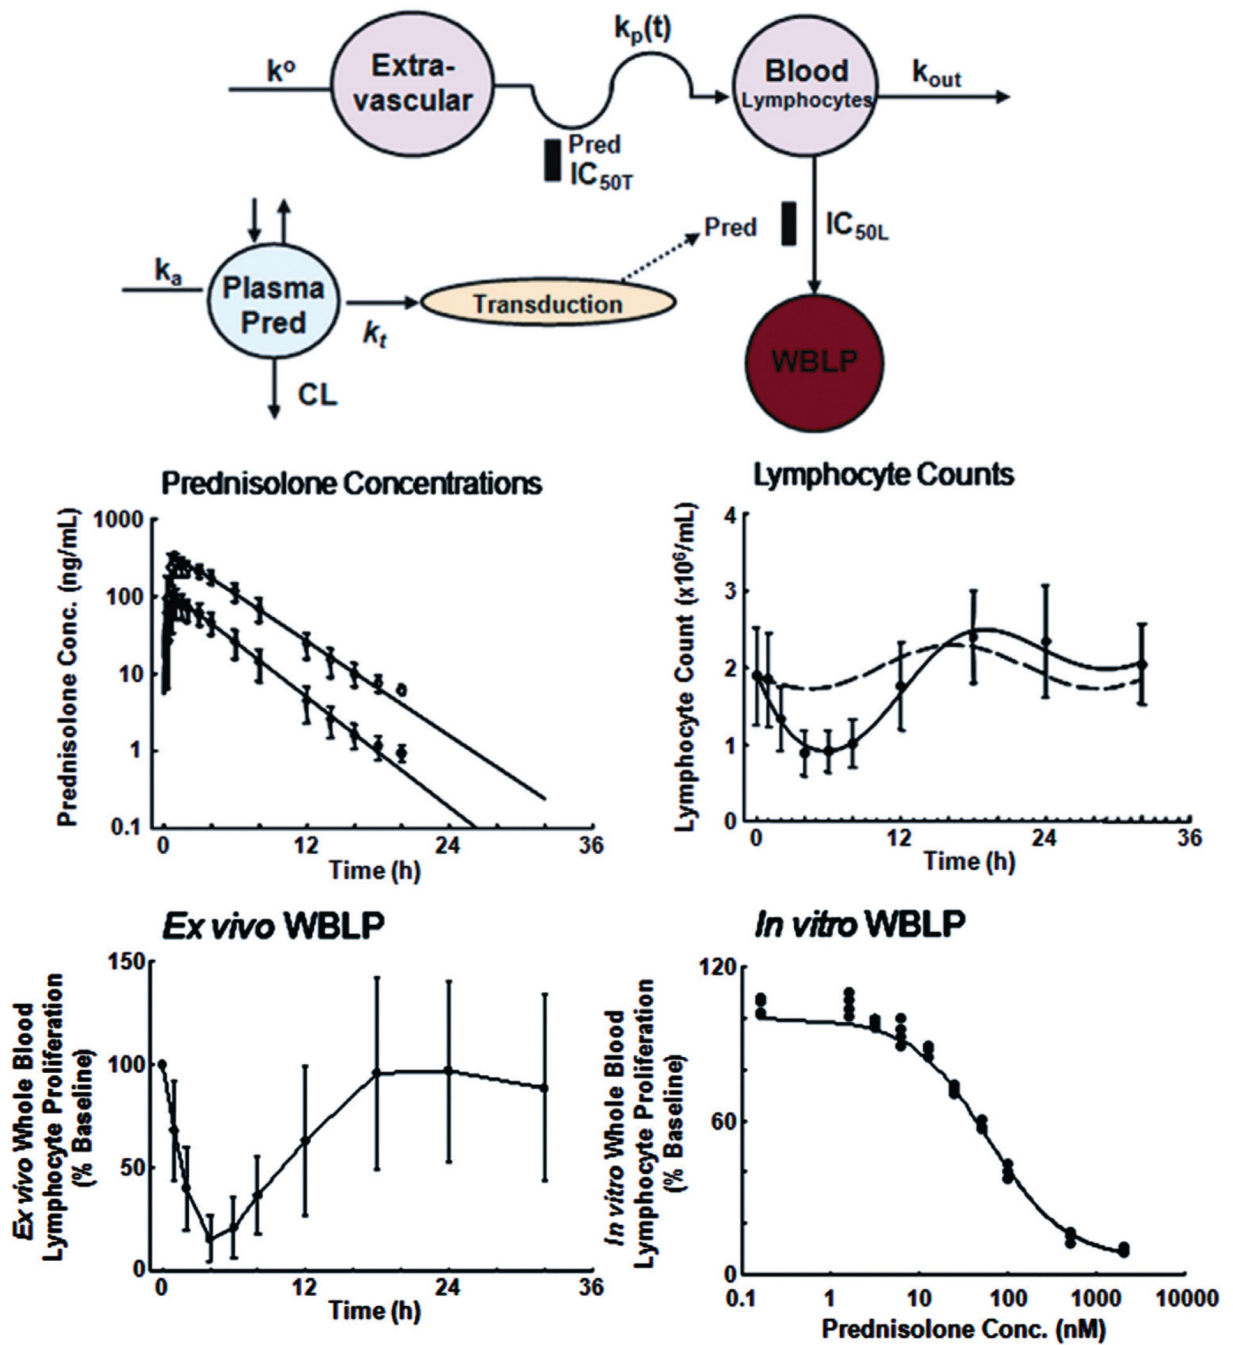 k°
Extra-
vascular
kp(t)
Blood
Lymphocytes
kout
Pred
IC50T
Pred
IC50L
ka
Plasma
Pred
kt
Transduction
CL
WBLP
Prednisolone Concentrations
Prednisolone Conc. (ng/mL)
1000
100
10
1
0.1
0 12 24 36
Time (h)
Lymphocyte Counts
Lymphocyte Count (x10⁶/mL)
4
3
2
1
0
0 12 24 36
Time (h)
Ex vivo WBLP
Ex vivo Whole Blood
Lymphocyte Proliferation
(% Baseline)
150
100
50
0
0 12 24 36
Time (h)
In vitro WBLP
In vitro Whole Blood
Lymphocyte Proliferation
(% Baseline)
120
60
0
0.1 1 10 100 1000 10000
Prednisolone Conc. (nM)